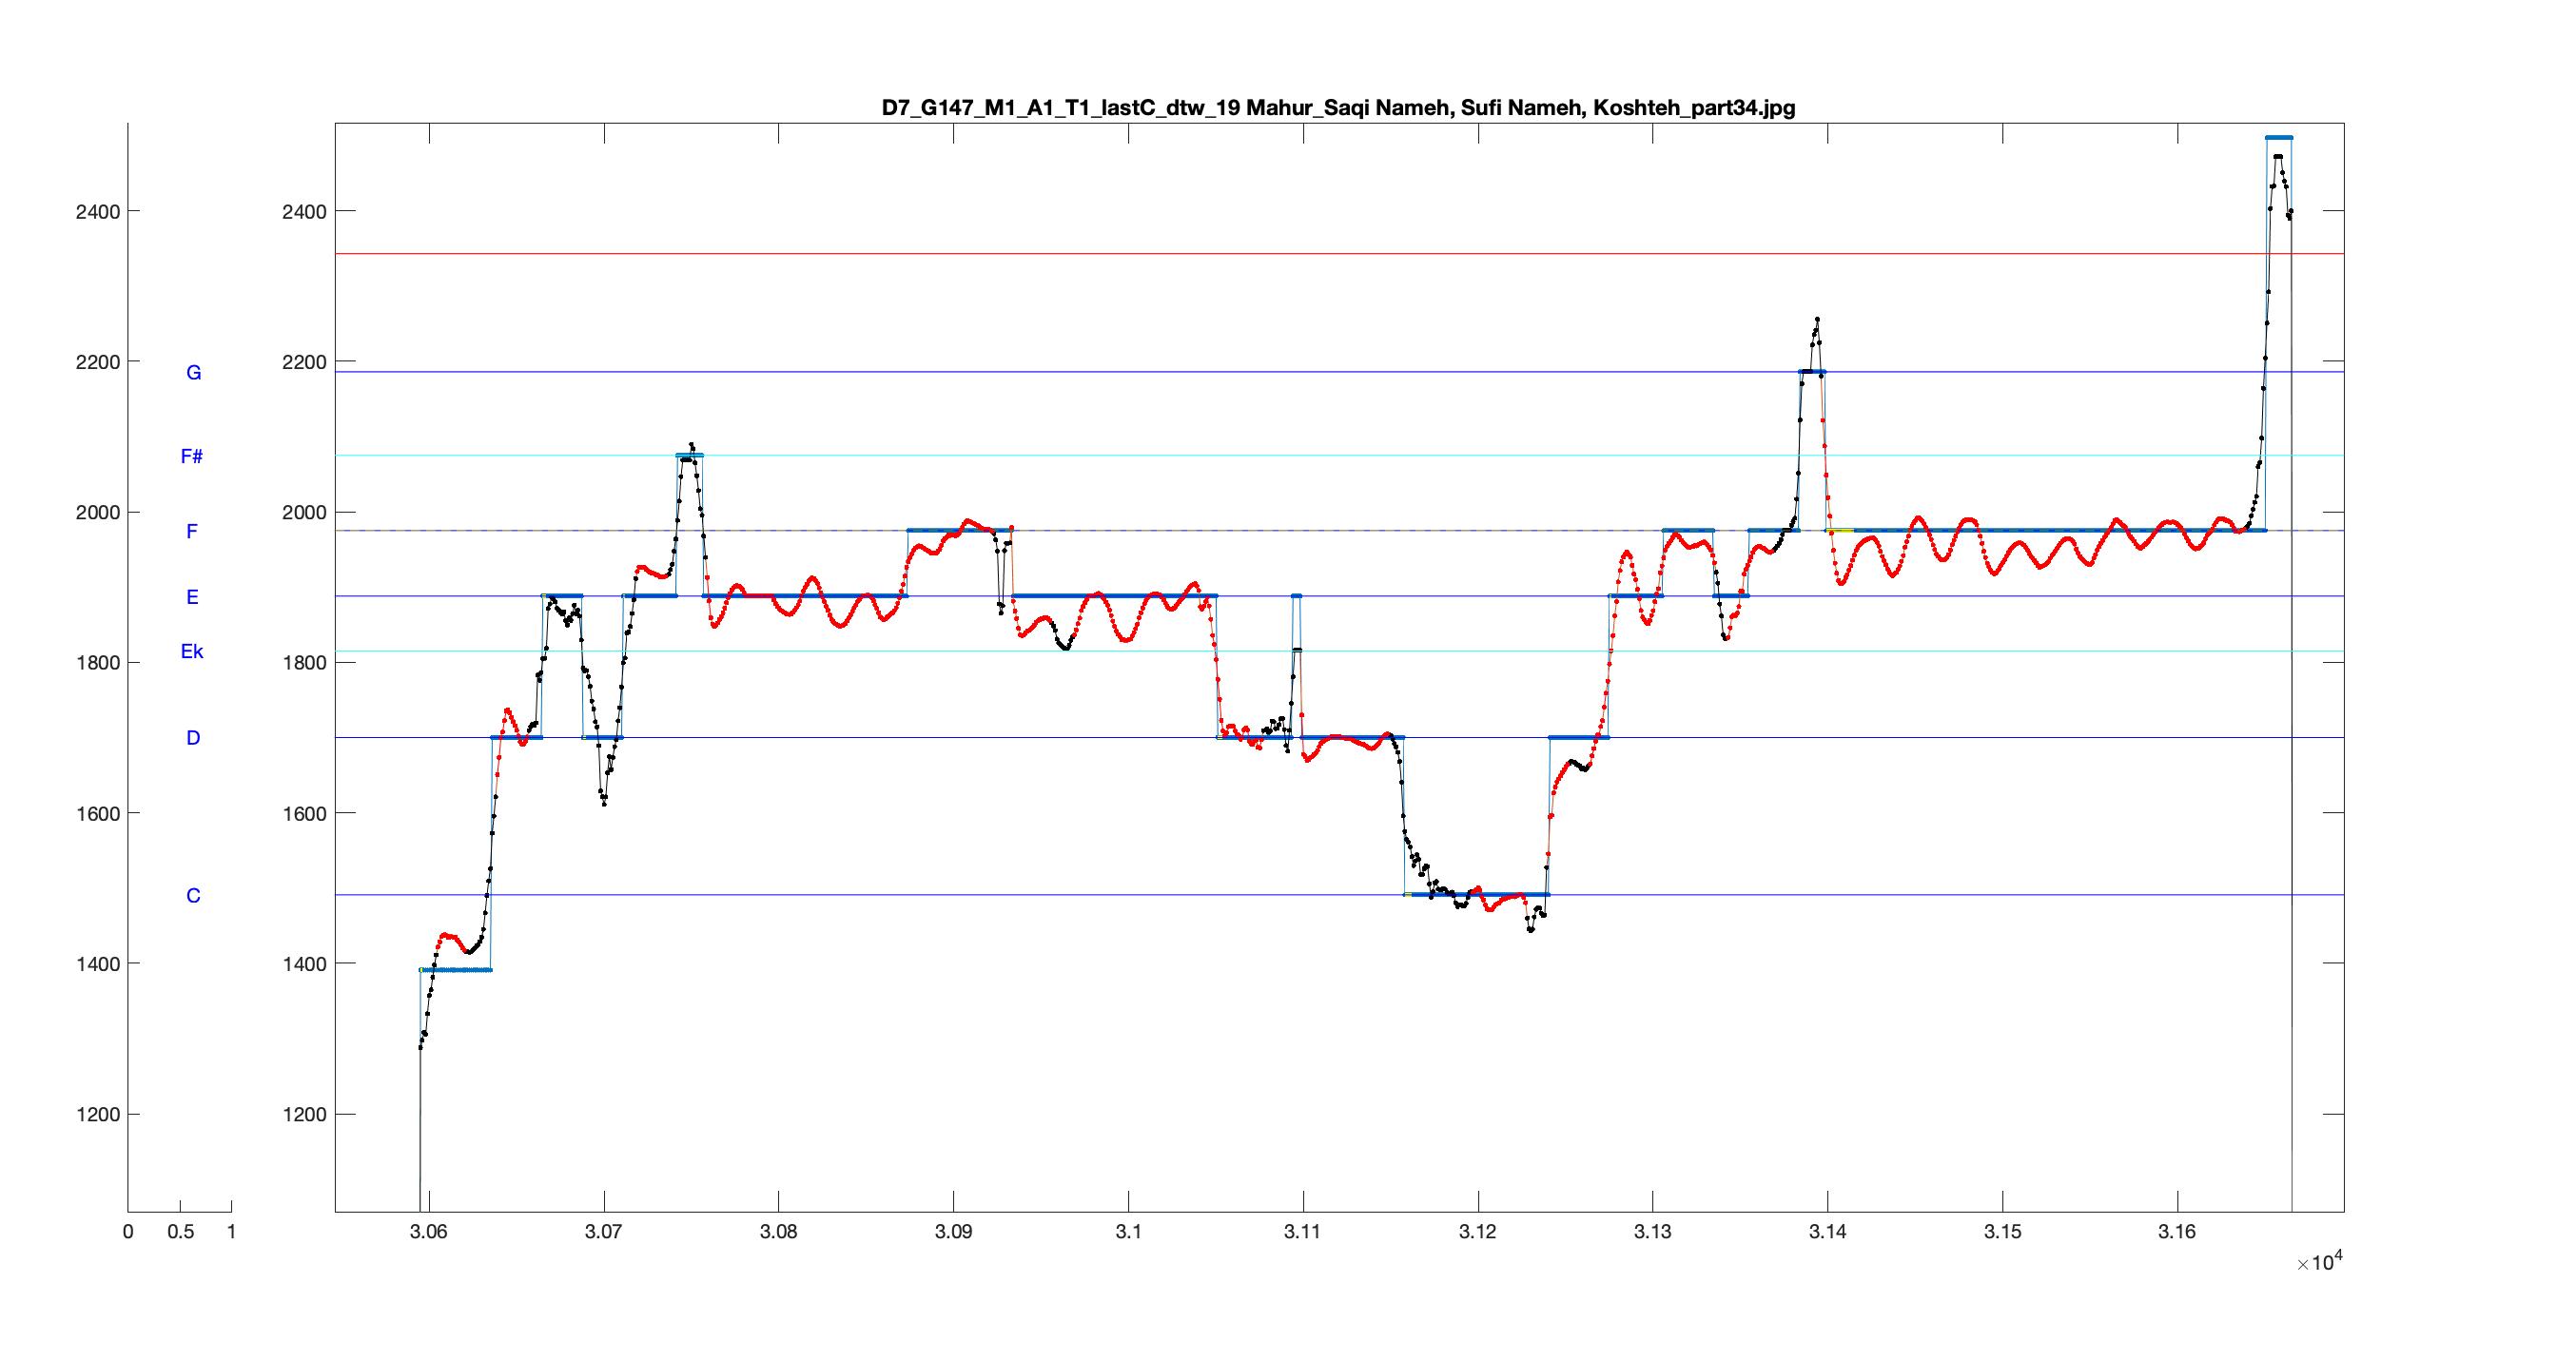 D7_G147_M1_A1_T1_lastC_dtw_19 Mahur_Saqi Nameh, Sufi Nameh, Koshteh_part34.jpg
2400 2400
2200 G 2200
F#
2000 F 2000
E
1800 Ek 1800
D
1600 1600
C
1400 1400
1200 1200
0 0.5 1 3.06 3.07 3.08 3.09 3.1 3.11 3.12 3.13 3.14 3.15 3.16
×10⁴